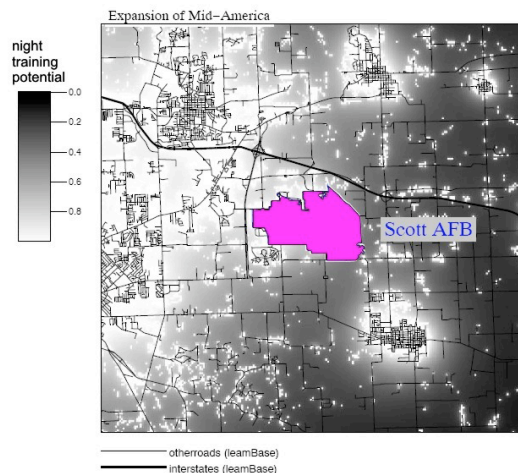 Expansion of Mid-America
night
training
potential
0.0
0.2
0.4
0.6
0.8
Scott AFB
otherroads (leamBase)
interstates (leamBase)